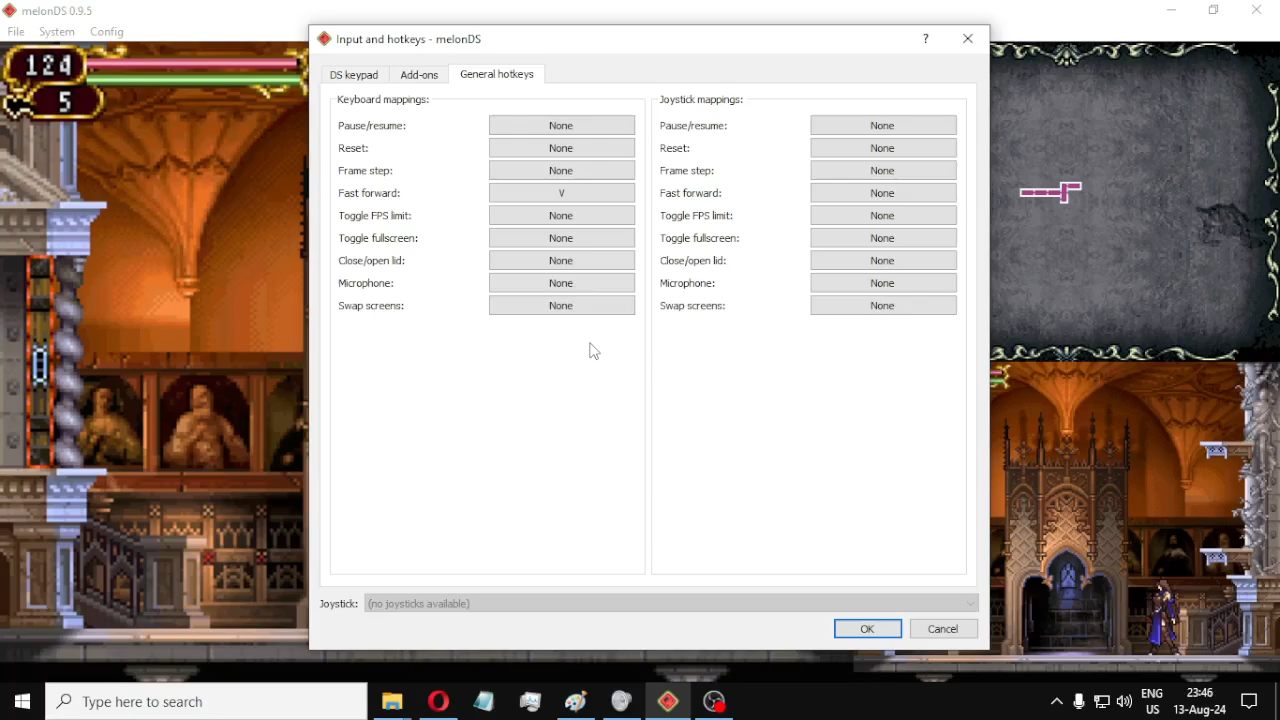 melonDS 0.9.5
File System Config
124
5
Input and hotkeys - melonDS
?
DS keypad Add-ons General hotkeys
Keyboard mappings: Joystick mappings:
Pause/resume: None Pause/resume: None
Reset: None Reset: None
Frame step: None Frame step: None
Fast forward: V Fast forward: None
Toggle FPS limit: None Toggle FPS limit: None
Toggle fullscreen: None Toggle fullscreen: None
Close/open lid: None Close/open lid: None
Microphone: None Microphone: None
Swap screens: None Swap screens: None
Joystick: (no joysticks available)
OK Cancel
Type here to search
ENG 23:46
US 13-Aug-24